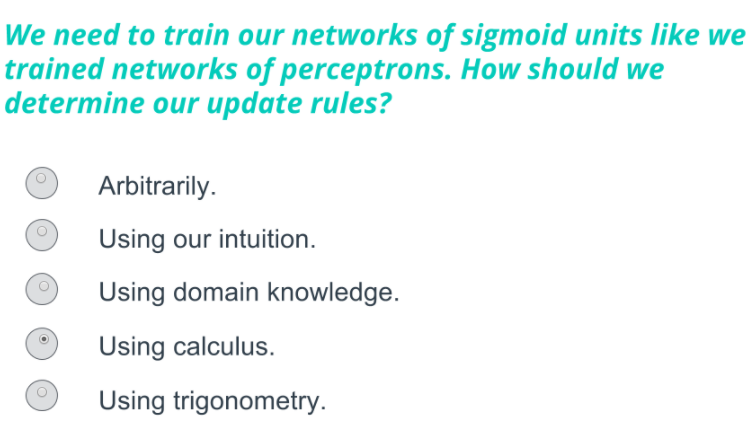 We need to train our networks of sigmoid units like we
trained networks of perceptrons. How should we
determine our update rules?
Arbitrarily.
Using our intuition.
Using domain knowledge.
Using calculus.
Using trigonometry.